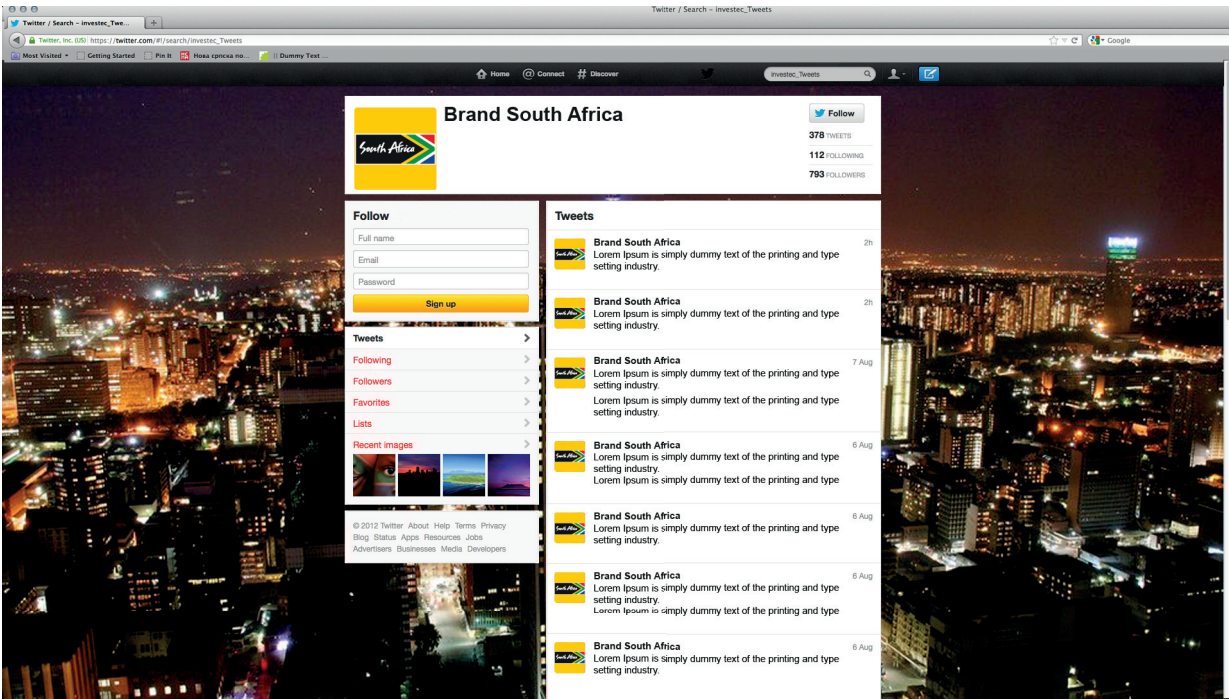 Twitter / Search – investec_Tweets
Twitter / Search – investec_Twe...
Twitter, Inc. (US) https://twitter.com/#!/search/investec_Tweets
Google
Most Visited Getting Started Pin It Нова српска по... || Dummy Text ...
Home @ Connect # Discover
investec_Tweets
Brand South Africa
South Africa
Follow
378 TWEETS
112 FOLLOWING
793 FOLLOWERS
Follow
Full name
Email
Password
Sign up
Tweets
Following
Followers
Favorites
Lists
Recent images
© 2012 Twitter About Help Terms Privacy
Blog Status Apps Resources Jobs
Advertisers Businesses Media Developers
Tweets
Brand South Africa 2h
Lorem Ipsum is simply dummy text of the printing and type
setting industry.
Brand South Africa 2h
Lorem Ipsum is simply dummy text of the printing and type
setting industry.
Brand South Africa 7 Aug
Lorem Ipsum is simply dummy text of the printing and type
setting industry.
Lorem Ipsum is simply dummy text of the printing and type
setting industry.
Brand South Africa 6 Aug
Lorem Ipsum is simply dummy text of the printing and type
setting industry.
Lorem Ipsum is simply dummy text of the printing and type
Brand South Africa 6 Aug
Lorem Ipsum is simply dummy text of the printing and type
setting industry.
Brand South Africa 6 Aug
Lorem Ipsum is simply dummy text of the printing and type
setting industry.
Lorem Ipsum is simply dummy text of the printing and type
Brand South Africa 6 Aug
Lorem Ipsum is simply dummy text of the printing and type
setting industry.